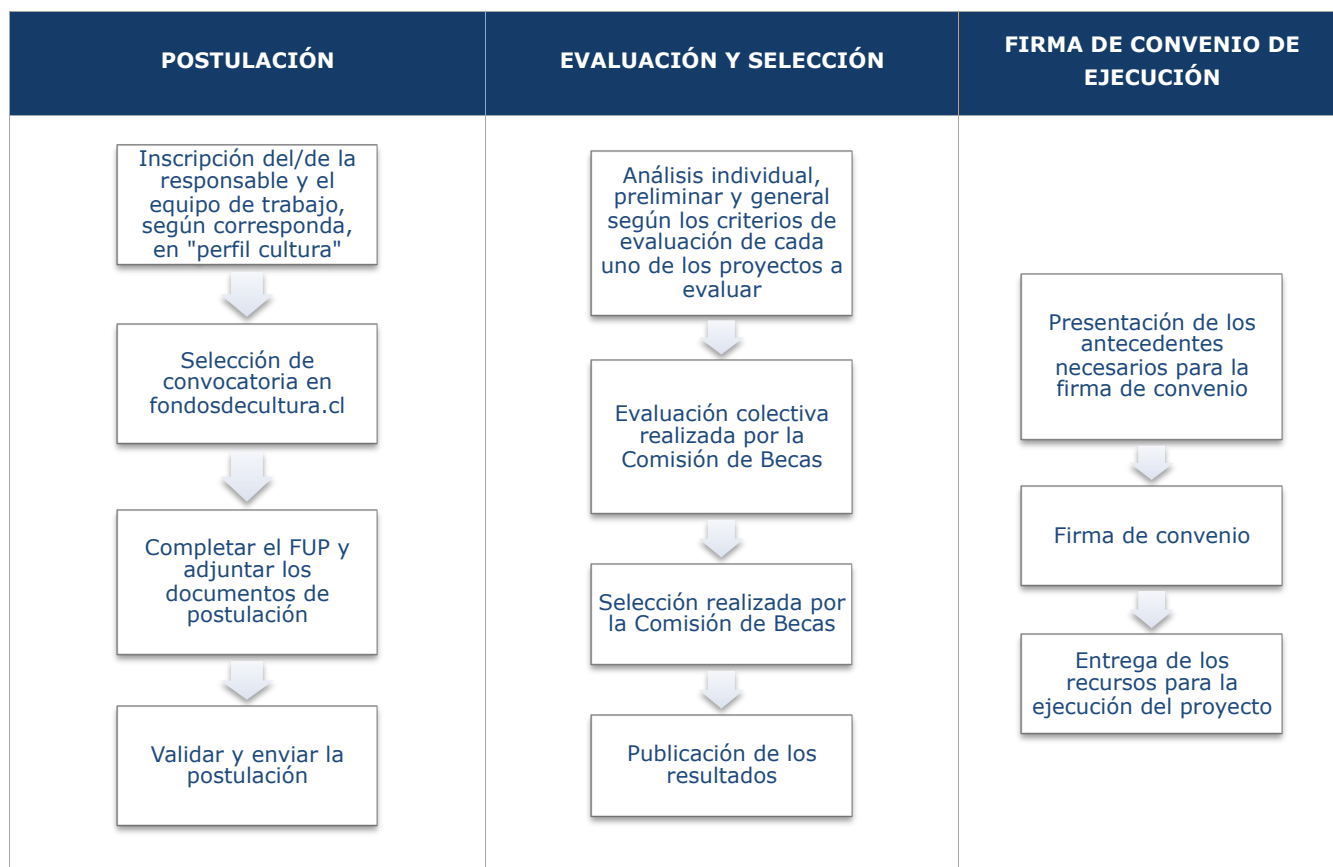 POSTULACIÓN
Inscripción del/de la
responsable y el
equipo de trabajo,
según corresponda,
en "perfil cultura"
Selección de
convocatoria en
fondosdecultura.cl
Completar el FUP y
adjuntar los
documentos de
postulación
Validar y enviar la
postulación
EVALUACIÓN Y SELECCIÓN
Análisis individual,
preliminar y general
según los criterios de
evaluación de cada
uno de los proyectos a
evaluar
Evaluación colectiva
realizada por la
Comisión de Becas
Selección realizada por
la Comisión de Becas
Publicación de los
resultados
FIRMA DE CONVENIO DE
EJECUCIÓN
Presentación de los
antecedentes
necesarios para la
firma de convenio
Firma de convenio
Entrega de los
recursos para la
ejecución del proyecto